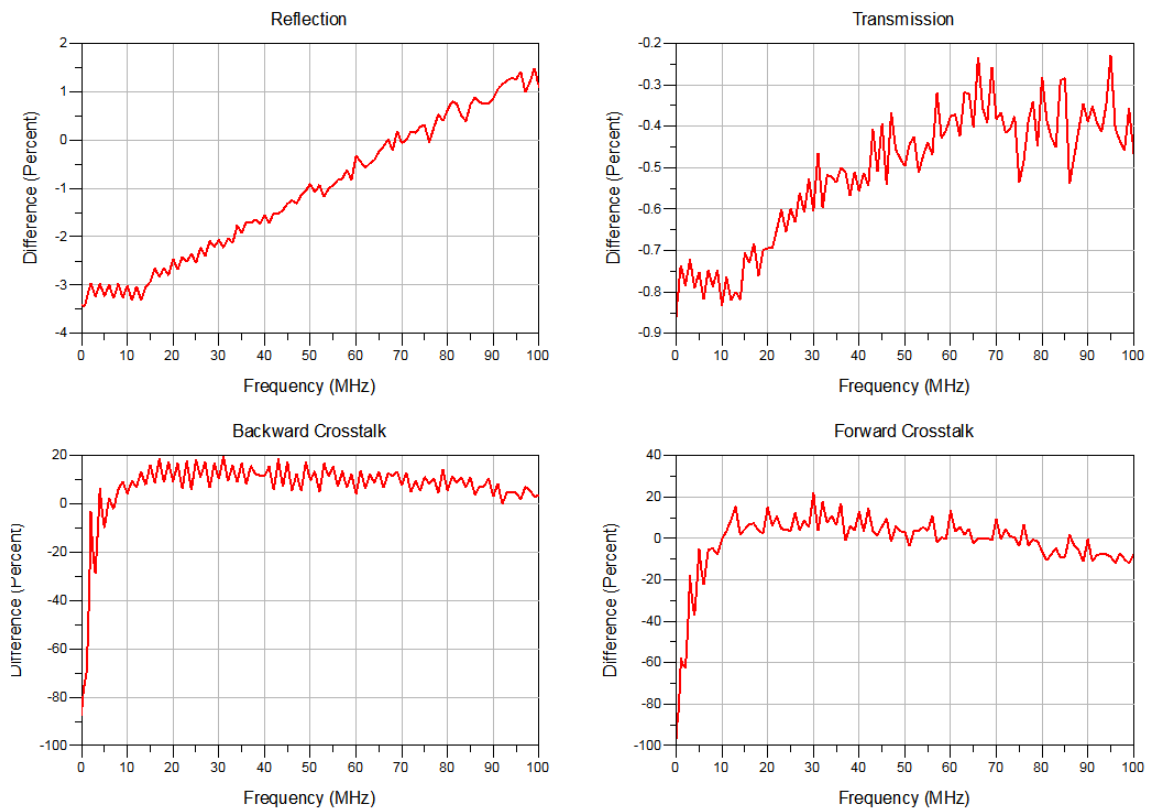 Reflection
Difference (Percent)
2
1
0
-1
-2
-3
-4
0 10 20 30 40 50 60 70 80 90 100
Frequency (MHz)
Transmission
Difference (Percent)
-0.2
-0.3
-0.4
-0.5
-0.6
-0.7
-0.8
-0.9
0 10 20 30 40 50 60 70 80 90 100
Frequency (MHz)
Backward Crosstalk
Difference (Percent)
20
0
-20
-40
-60
-80
-100
0 10 20 30 40 50 60 70 80 90 100
Frequency (MHz)
Forward Crosstalk
Difference (Percent)
40
20
0
-20
-40
-60
-80
-100
0 10 20 30 40 50 60 70 80 90 100
Frequency (MHz)